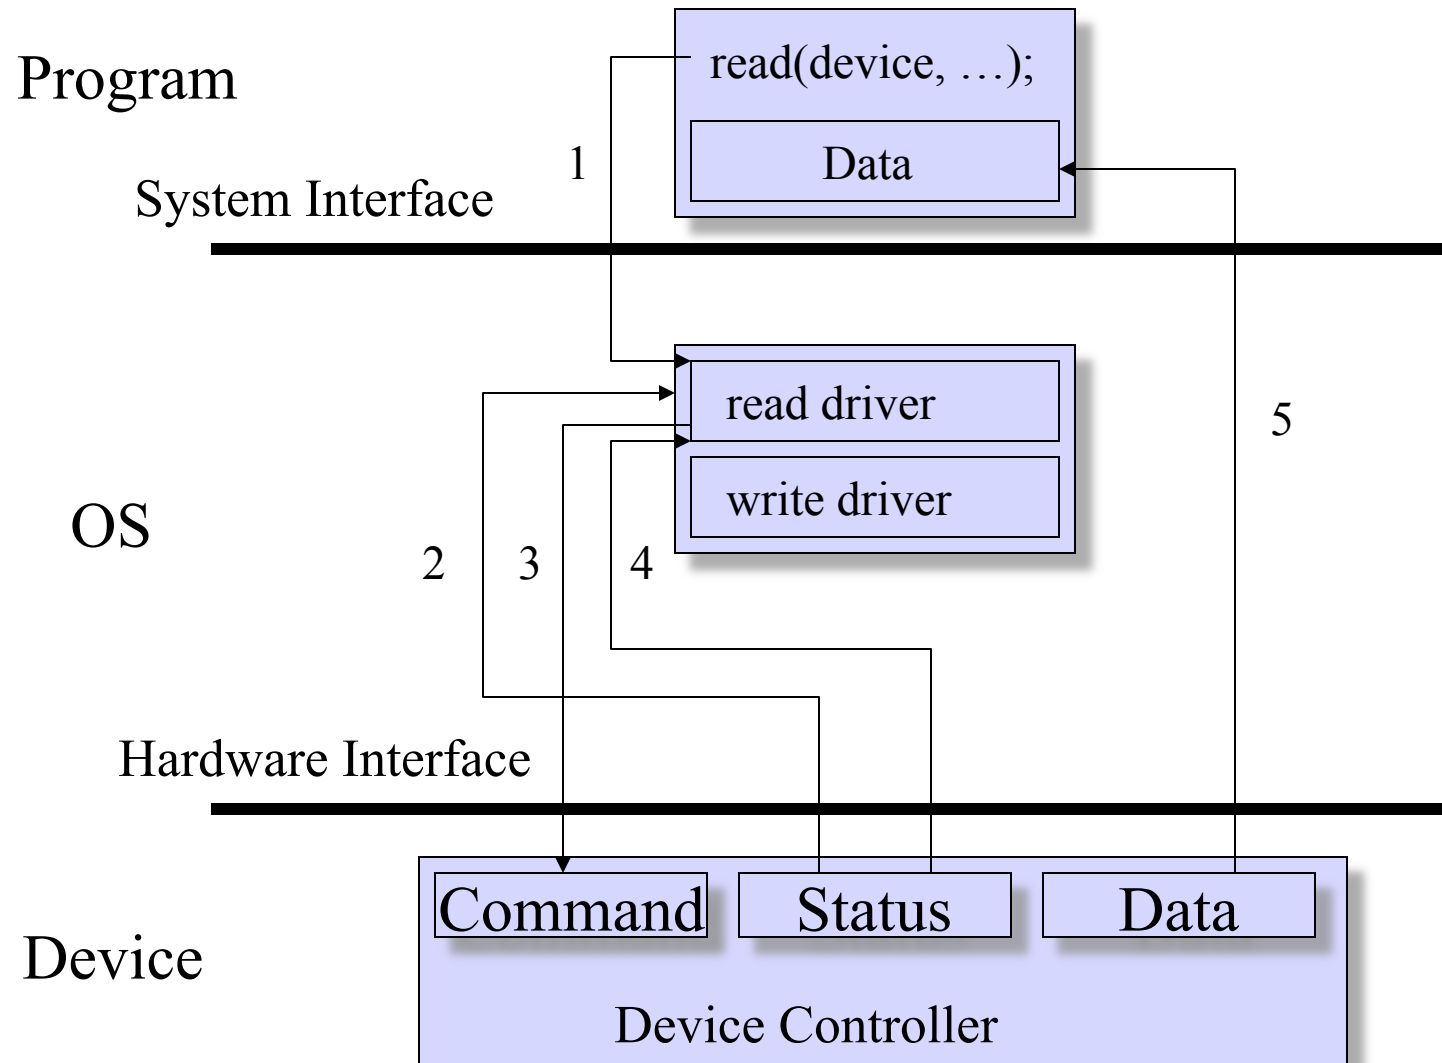 read(device, …);
Program
Data
1
System Interface
read driver
5
write driver
OS
2
3
4
Hardware Interface
Command
Status
Data
Device
Device Controller